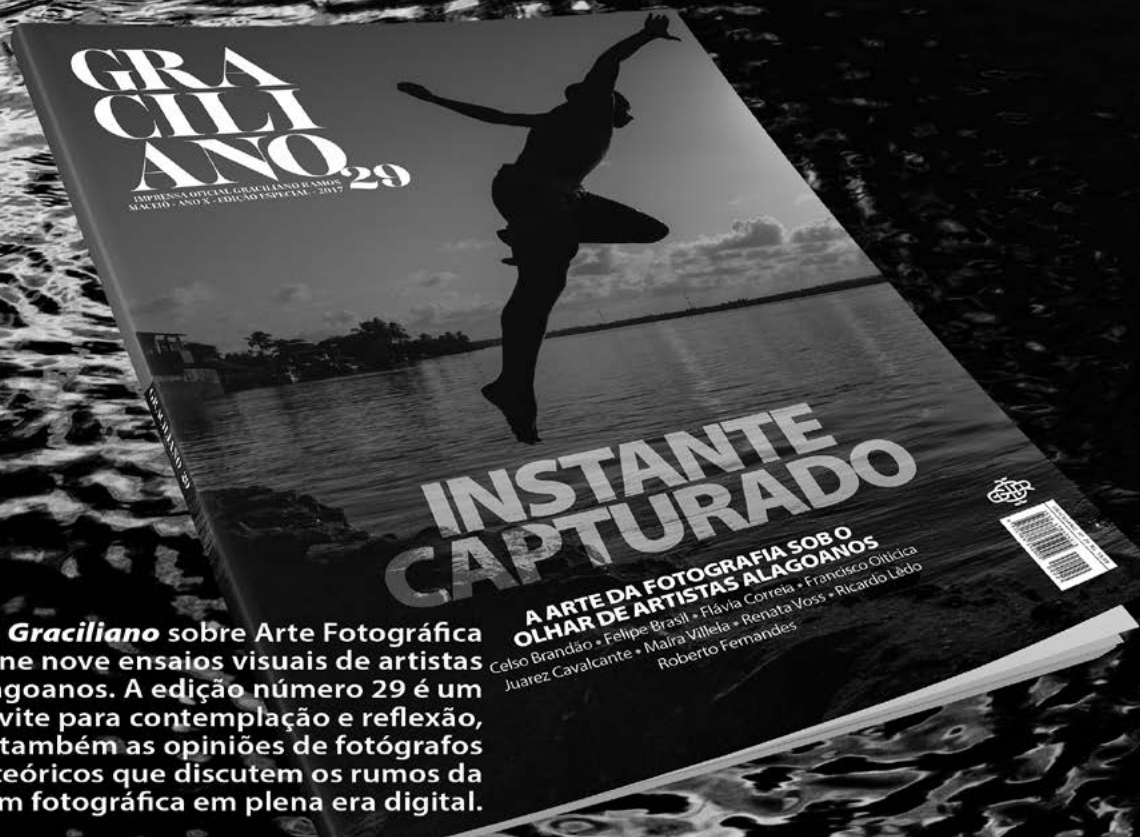 GRA
CILI
ANO 29
IMPRENSA OFICIAL GRACILIANO RAMOS
MACEIÓ - ANO X - EDIÇÃO ESPECIAL - 2017
GRACILIANO 29
INSTANTE
CAPTURADO
A ARTE DA FOTOGRAFIA SOB O
OLHAR DE ARTISTAS ALAGOANOS
Celso Brandão • Felipe Brasil • Flávia Correia • Francisco Oiticica
Juarez Cavalcante • Maíra Villela • Renata Voss • Ricardo Lêdo
Roberto Fernandes
Graciliano sobre Arte Fotográfica
ne nove ensaios visuais de artistas
goanos. A edição número 29 é um
vite para contemplação e reflexão,
também as opiniões de fotógrafos
teóricos que discutem os rumos da
m fotográfica em plena era digital.